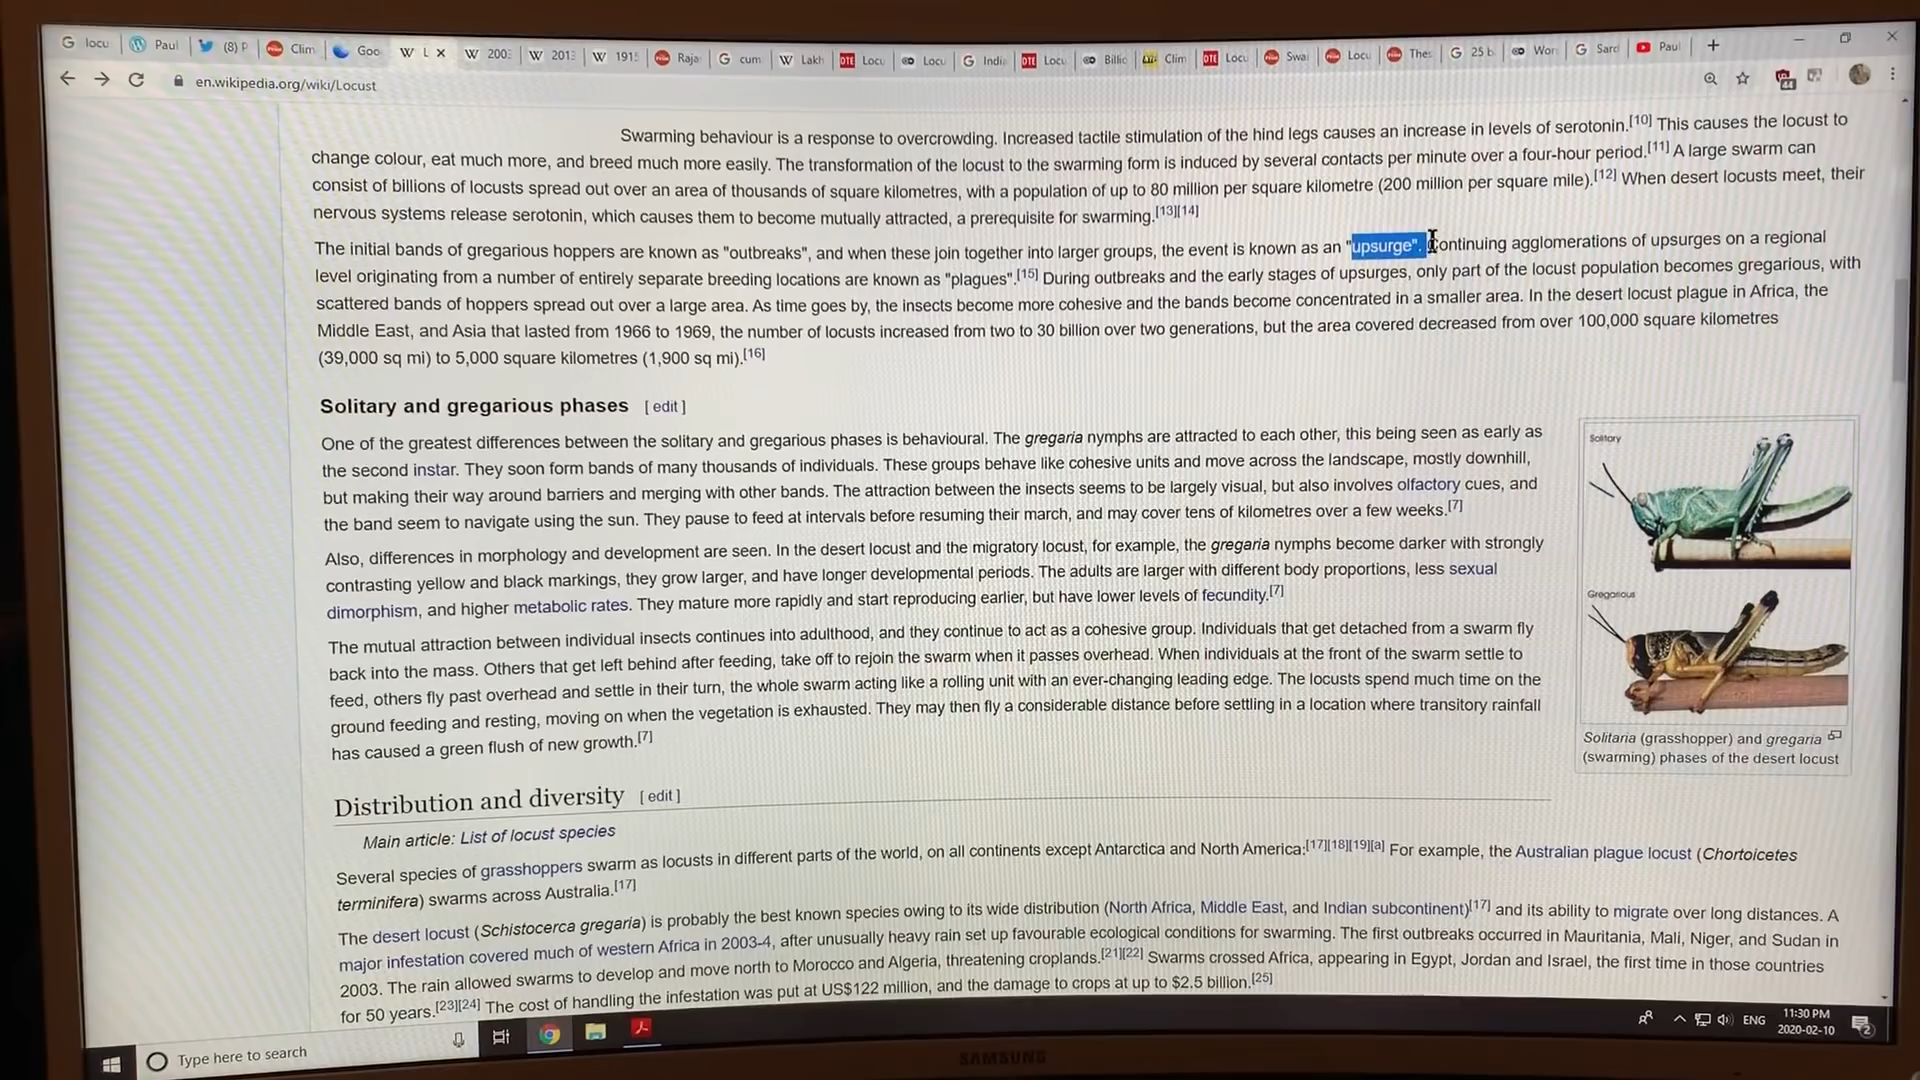 locu
Paul
(8) P
Clim
Goo
W L
W 200
W 201
W 191
Raja
cum
W Lakh
DTE Locu
Locu
Indi
DTE Locu
Billic
Clim
DTE Locu
Swa
Locu
Thes
25 b
Wor
Sard
Paul
en.wikipedia.org/wiki/Locust
44
Swarming behaviour is a response to overcrowding. Increased tactile stimulation of the hind legs causes an increase in levels of serotonin.[10] This causes the locust to
change colour, eat much more, and breed much more easily. The transformation of the locust to the swarming form is induced by several contacts per minute over a four-hour period.[11] A large swarm can
consist of billions of locusts spread out over an area of thousands of square kilometres, with a population of up to 80 million per square kilometre (200 million per square mile).[12] When desert locusts meet, their
nervous systems release serotonin, which causes them to become mutually attracted, a prerequisite for swarming.[13][14]
The initial bands of gregarious hoppers are known as "outbreaks", and when these join together into larger groups, the event is known as an "upsurge". Continuing agglomerations of upsurges on a regional
level originating from a number of entirely separate breeding locations are known as "plagues".[15] During outbreaks and the early stages of upsurges, only part of the locust population becomes gregarious, with
scattered bands of hoppers spread out over a large area. As time goes by, the insects become more cohesive and the bands become concentrated in a smaller area. In the desert locust plague in Africa, the
Middle East, and Asia that lasted from 1966 to 1969, the number of locusts increased from two to 30 billion over two generations, but the area covered decreased from over 100,000 square kilometres
(39,000 sq mi) to 5,000 square kilometres (1,900 sq mi).[16]
Solitary and gregarious phases [ edit ]
One of the greatest differences between the solitary and gregarious phases is behavioural. The gregaria nymphs are attracted to each other, this being seen as early as
the second instar. They soon form bands of many thousands of individuals. These groups behave like cohesive units and move across the landscape, mostly downhill,
but making their way around barriers and merging with other bands. The attraction between the insects seems to be largely visual, but also involves olfactory cues, and
the band seem to navigate using the sun. They pause to feed at intervals before resuming their march, and may cover tens of kilometres over a few weeks.[7]
Also, differences in morphology and development are seen. In the desert locust and the migratory locust, for example, the gregaria nymphs become darker with strongly
contrasting yellow and black markings, they grow larger, and have longer developmental periods. The adults are larger with different body proportions, less sexual
dimorphism, and higher metabolic rates. They mature more rapidly and start reproducing earlier, but have lower levels of fecundity.[7]
The mutual attraction between individual insects continues into adulthood, and they continue to act as a cohesive group. Individuals that get detached from a swarm fly
back into the mass. Others that get left behind after feeding, take off to rejoin the swarm when it passes overhead. When individuals at the front of the swarm settle to
feed, others fly past overhead and settle in their turn, the whole swarm acting like a rolling unit with an ever-changing leading edge. The locusts spend much time on the
ground feeding and resting, moving on when the vegetation is exhausted. They may then fly a considerable distance before settling in a location where transitory rainfall
has caused a green flush of new growth.[7]
Solitary
Gregarious
Solitaria (grasshopper) and gregaria
(swarming) phases of the desert locust
Distribution and diversity [ edit ]
Main article: List of locust species
Several species of grasshoppers swarm as locusts in different parts of the world, on all continents except Antarctica and North America:[17][18][19][a] For example, the Australian plague locust (Chortoicetes
terminifera) swarms across Australia.[17]
The desert locust (Schistocerca gregaria) is probably the best known species owing to its wide distribution (North Africa, Middle East, and Indian subcontinent)[17] and its ability to migrate over long distances. A
major infestation covered much of western Africa in 2003-4, after unusually heavy rain set up favourable ecological conditions for swarming. The first outbreaks occurred in Mauritania, Mali, Niger, and Sudan in
2003. The rain allowed swarms to develop and move north to Morocco and Algeria, threatening croplands.[21][22] Swarms crossed Africa, appearing in Egypt, Jordan and Israel, the first time in those countries
for 50 years.[23][24] The cost of handling the infestation was put at US$122 million, and the damage to crops at up to $2.5 billion.[25]
Type here to search
ENG
11:30 PM
2020-02-10
2
SAMSUNG